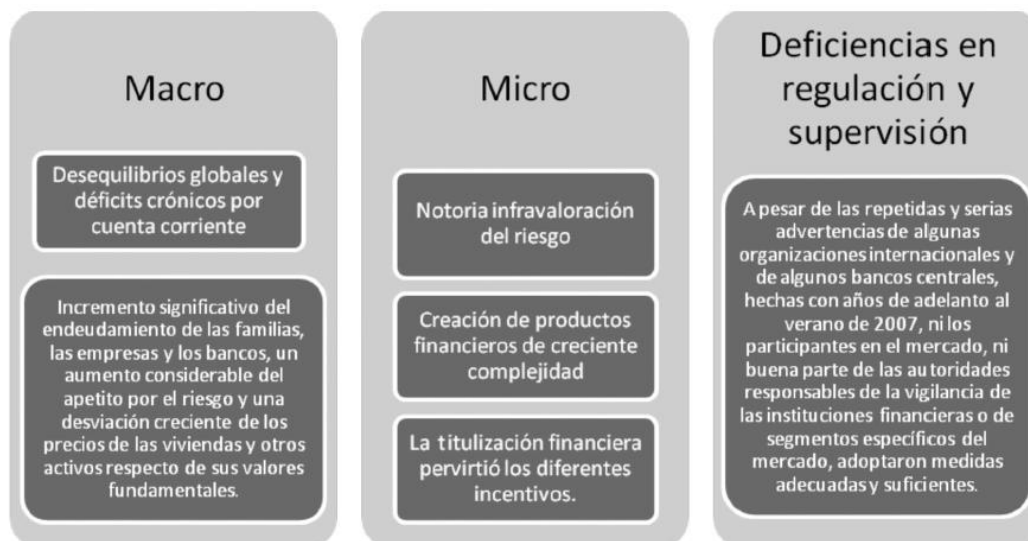 Macro
Desequilibrios globales y
déficits crónicos por
cuenta corriente
Incremento significativo del
endeudamiento de las familias,
las empresas y los bancos, un
aumento considerable del
apetito por el riesgo y una
desviación creciente de los
precios de las viviendas y otros
activos respecto de sus valores
fundamentales.
Micro
Notoria infravaloración
del riesgo
Creación de productos
financieros de creciente
complejidad
La titulización financiera
pervirtió los diferentes
incentivos.
Deficiencias en
regulación y
supervisión
A pesar de las repetidas y serias
advertencias de algunas
organizaciones internacionales y
de algunos bancos centrales,
hechas con años de adelanto al
verano de 2007, ni los
participantes en el mercado, ni
buena parte de las autoridades
responsables de la vigilancia de
las instituciones financieras o de
segmentos específicos del
mercado, adoptaron medidas
adecuadas y suficientes.